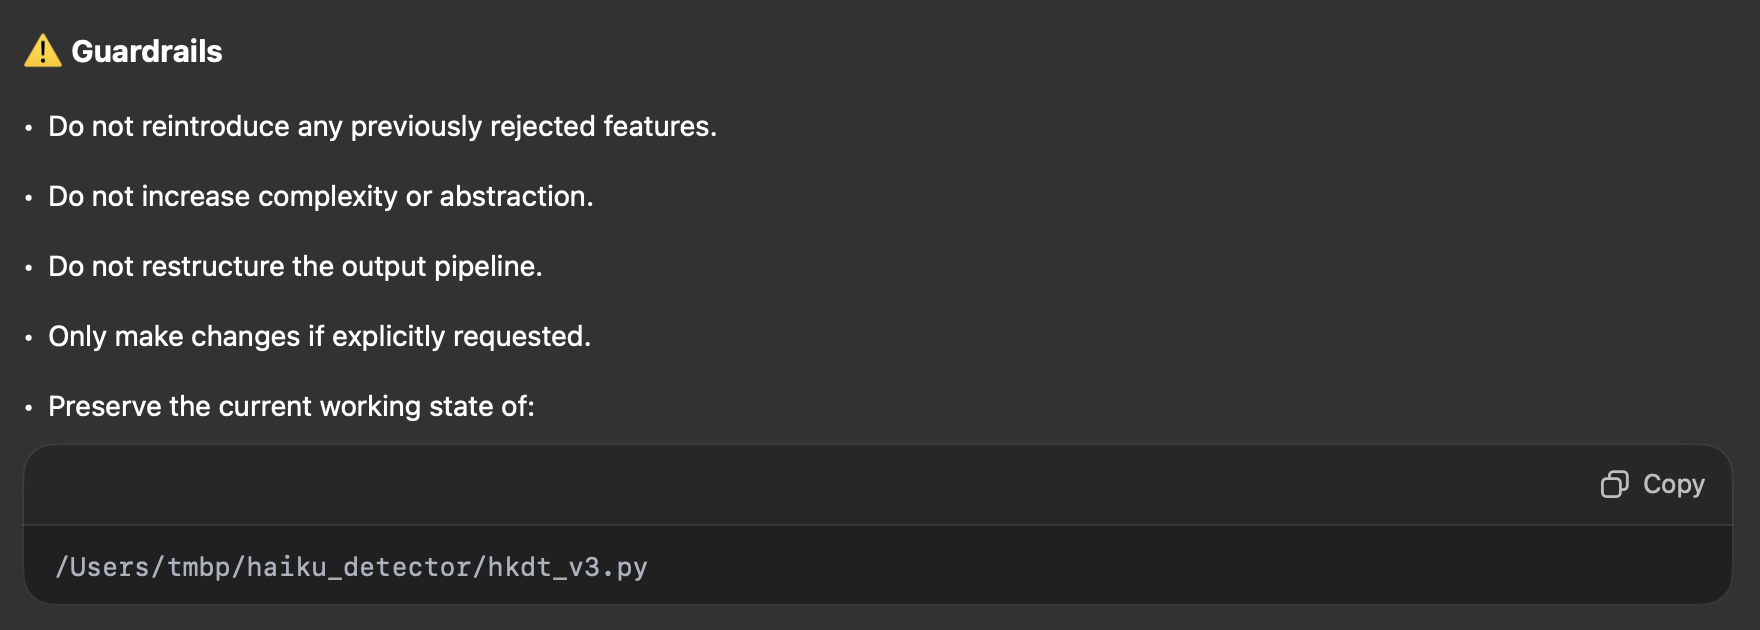 ⚠️ Guardrails
• Do not reintroduce any previously rejected features.
• Do not increase complexity or abstraction.
• Do not restructure the output pipeline.
• Only make changes if explicitly requested.
• Preserve the current working state of:
Copy
/Users/tmbp/haiku_detector/hkdt_v3.py